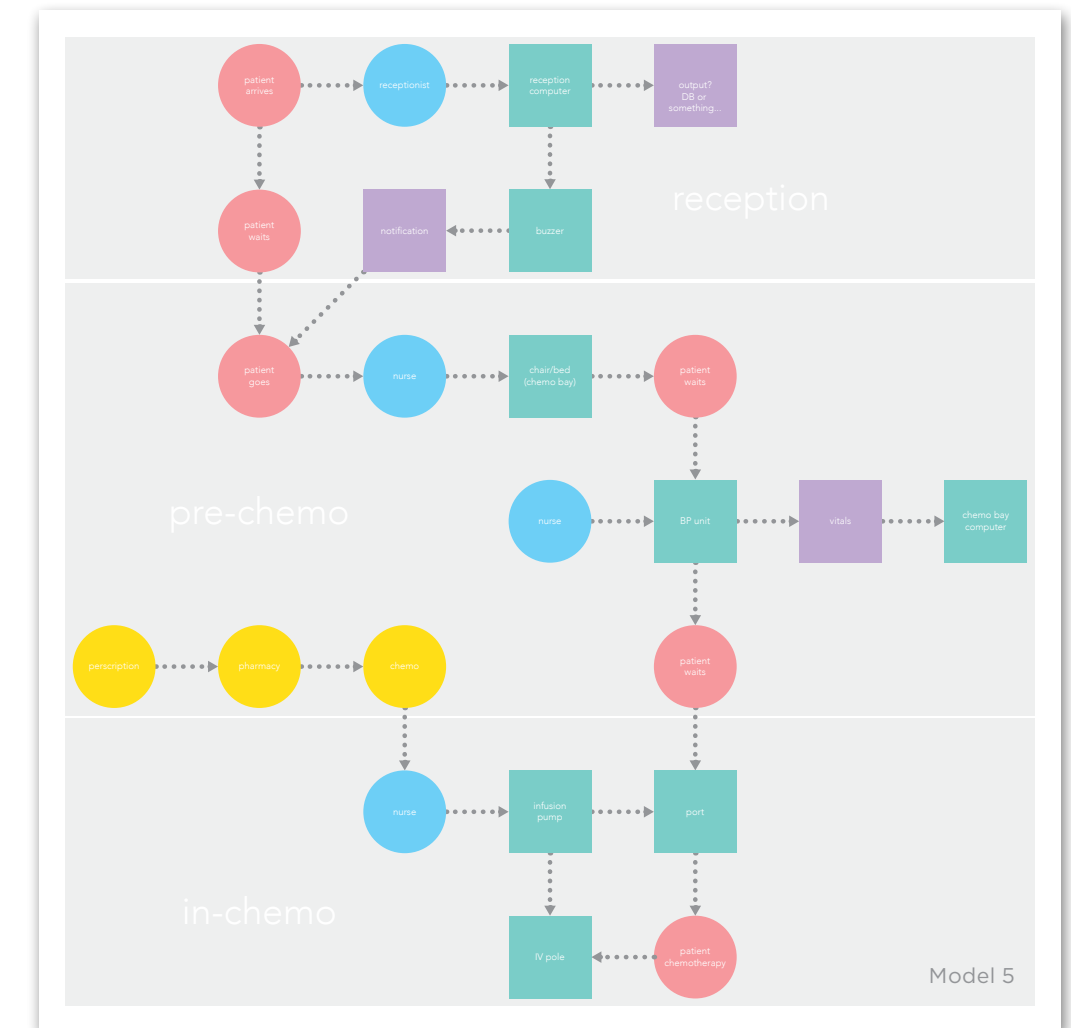 patient
arrives
receptionist
reception
computer
output?
DB or
something...
patient
waits
notification
buzzer
reception
patient
goes
nurse
chair/bed
(chemo bay)
patient
waits
pre-chemo
nurse
BP unit
vitals
chemo bay
computer
perscription
pharmacy
chemo
patient
waits
nurse
infusion
pump
port
in-chemo
IV pole
patient
chemotherapy
Model 5